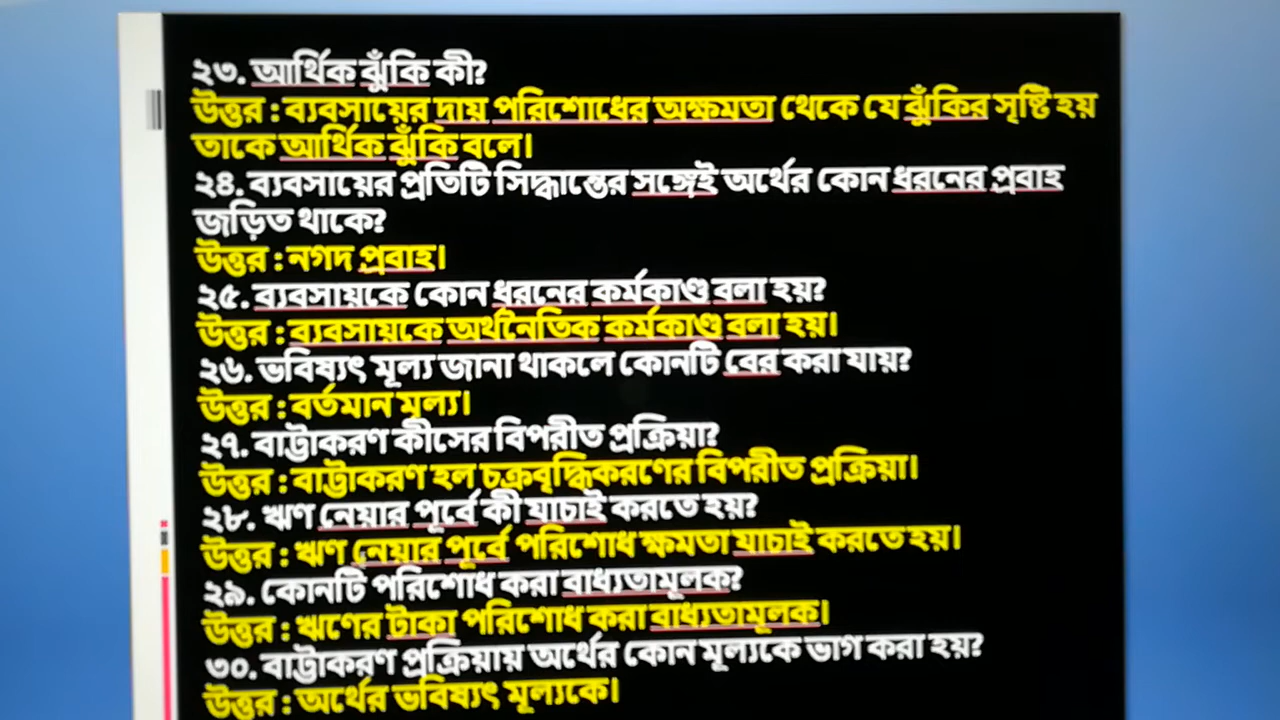 ২৩. আর্থিক ঝুঁকি কী?
উত্তর : ব্যবসায়ের দায় পরিশোধের অক্ষমতা থেকে যে ঝুঁকির সৃষ্টি হয়
তাকে আর্থিক ঝুঁকি বলে।
২৪. ব্যবসায়ের প্রতিটি সিদ্ধান্তের সঙ্গেই অর্থের কোন ধরনের প্রবাহ
জড়িত থাকে?
উত্তর : নগদ প্রবাহ।
২৫. ব্যবসায়কে কোন ধরনের কর্মকাণ্ড বলা হয়?
উত্তর : ব্যবসায়কে অর্থনৈতিক কর্মকাণ্ড বলা হয়।
২৬. ভবিষ্যৎ মূল্য জানা থাকলে কোনটি বের করা যায়?
উত্তর : বর্তমান মূল্য।
২৭. বাট্টাকরণ কীসের বিপরীত প্রক্রিয়া?
উত্তর : বাট্টাকরণ হল চক্রবৃদ্ধিকরণের বিপরীত প্রক্রিয়া।
২৮. ঋণ নেয়ার পূর্বে কী যাচাই করতে হয়?
উত্তর : ঋণ নেয়ার পূর্বে পরিশোধ ক্ষমতা যাচাই করতে হয়।
২৯. কোনটি পরিশোধ করা বাধ্যতামূলক?
উত্তর : ঋণের টাকা পরিশোধ করা বাধ্যতামূলক।
৩০. বাট্টাকরণ প্রক্রিয়ায় অর্থের কোন মূল্যকে ভাগ করা হয়?
উত্তর : অর্থের ভবিষ্যৎ মূল্যকে।